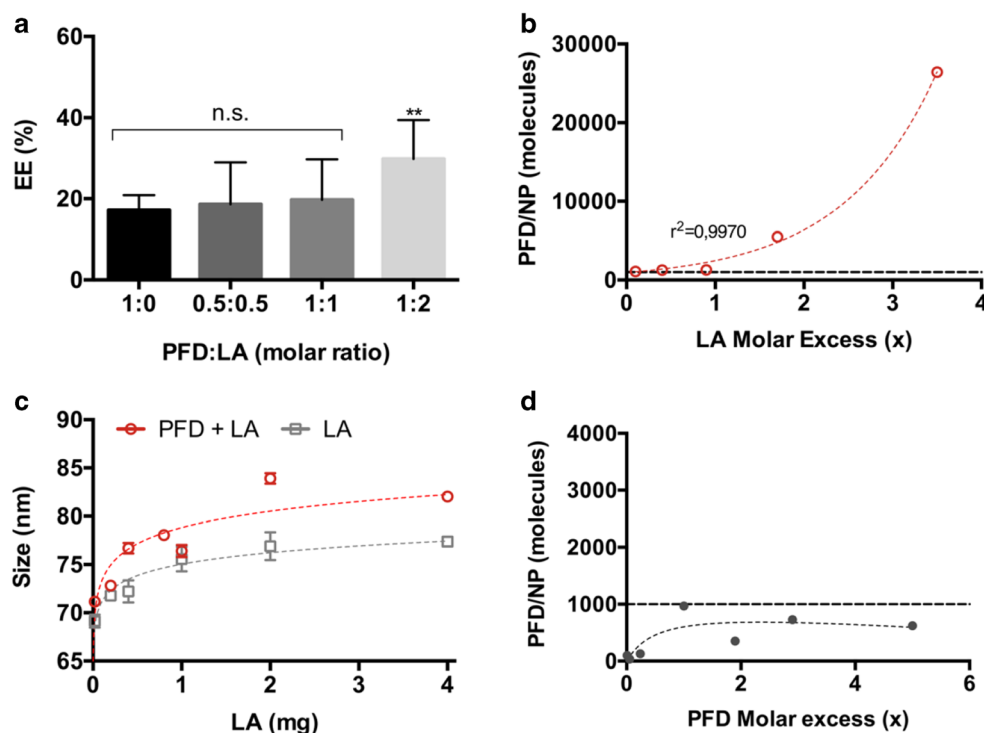 a
60
40
20
0
EE (%)
n.s.
**
1:0 0.5:0.5 1:1 1:2
PFD:LA (molar ratio)
b
30000
20000
10000
0
PFD/NP (molecules)
r²=0,9970
0 1 2 3 4
LA Molar Excess (x)
c
PFD + LA LA
90
85
80
75
70
65
Size (nm)
0 1 2 4
LA (mg)
d
4000
3000
2000
1000
0
PFD/NP (molecules)
0 2 4 6
PFD Molar excess (x)